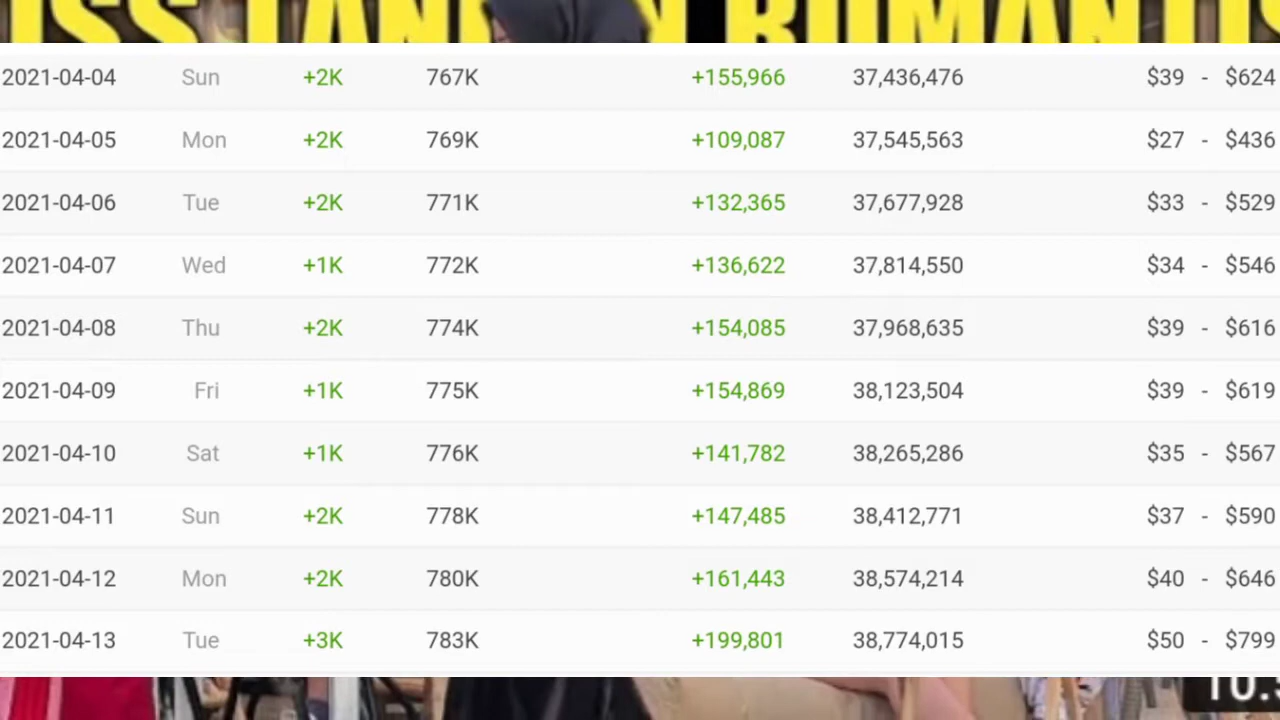 2021-04-04 Sun +2K 767K +155,966 37,436,476 $39 - $624
2021-04-05 Mon +2K 769K +109,087 37,545,563 $27 - $436
2021-04-06 Tue +2K 771K +132,365 37,677,928 $33 - $529
2021-04-07 Wed +1K 772K +136,622 37,814,550 $34 - $546
2021-04-08 Thu +2K 774K +154,085 37,968,635 $39 - $616
2021-04-09 Fri +1K 775K +154,869 38,123,504 $39 - $619
2021-04-10 Sat +1K 776K +141,782 38,265,286 $35 - $567
2021-04-11 Sun +2K 778K +147,485 38,412,771 $37 - $590
2021-04-12 Mon +2K 780K +161,443 38,574,214 $40 - $646
2021-04-13 Tue +3K 783K +199,801 38,774,015 $50 - $799